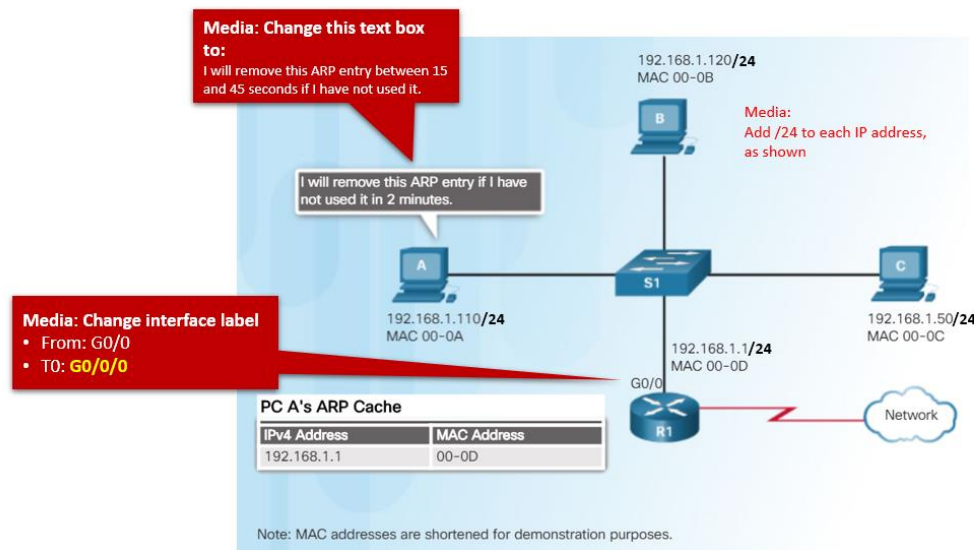 Media: Change this text box
to:
I will remove this ARP entry between 15
and 45 seconds if I have not used it.
192.168.1.120/24
MAC 00-0B
B
Media:
Add /24 to each IP address,
as shown
I will remove this ARP entry if I have
not used it in 2 minutes.
A
S1
C
192.168.1.110/24
MAC 00-0A
192.168.1.50/24
MAC 00-0C
Media: Change interface label
• From: G0/0
• T0: G0/0/0
192.168.1.1/24
MAC 00-0D
G0/0
R1
Network
PC A's ARP Cache
IPv4 Address MAC Address
192.168.1.1 00-0D
Note: MAC addresses are shortened for demonstration purposes.